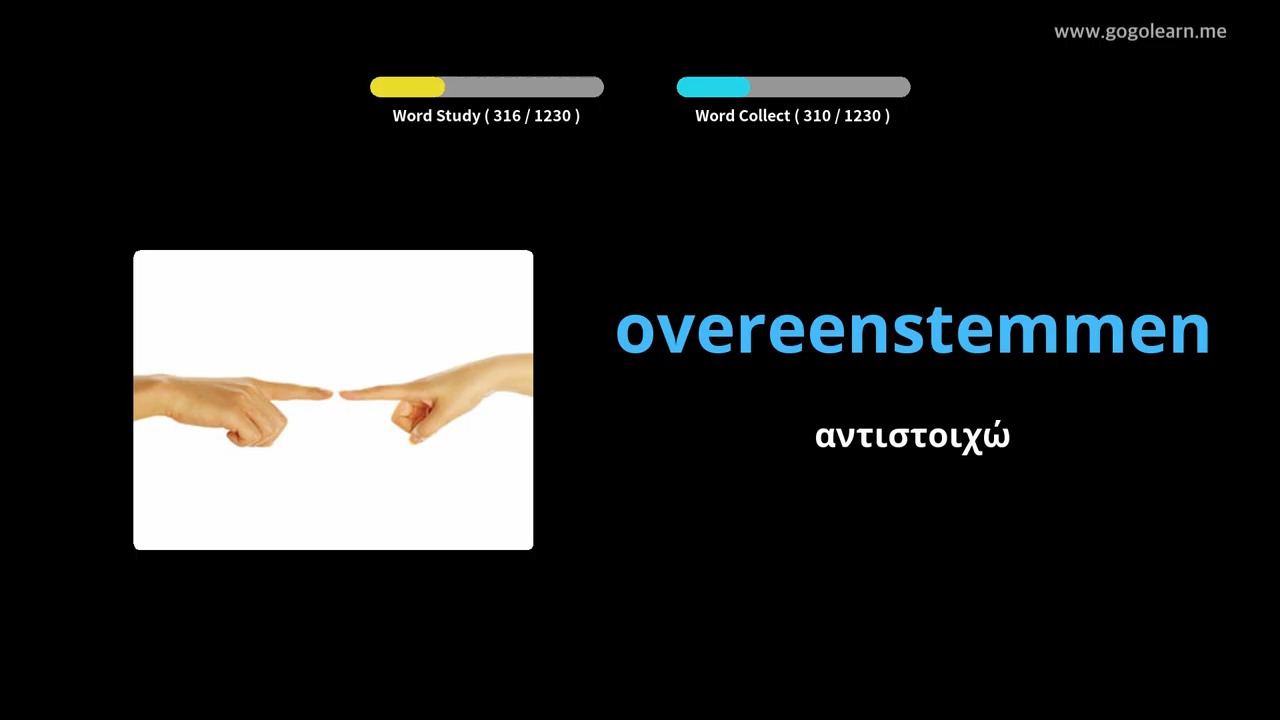 www.gogolearn.me
Word Study ( 316 / 1230 )
Word Collect ( 310 / 1230 )
overeenstemmen
αντιστοιχώ